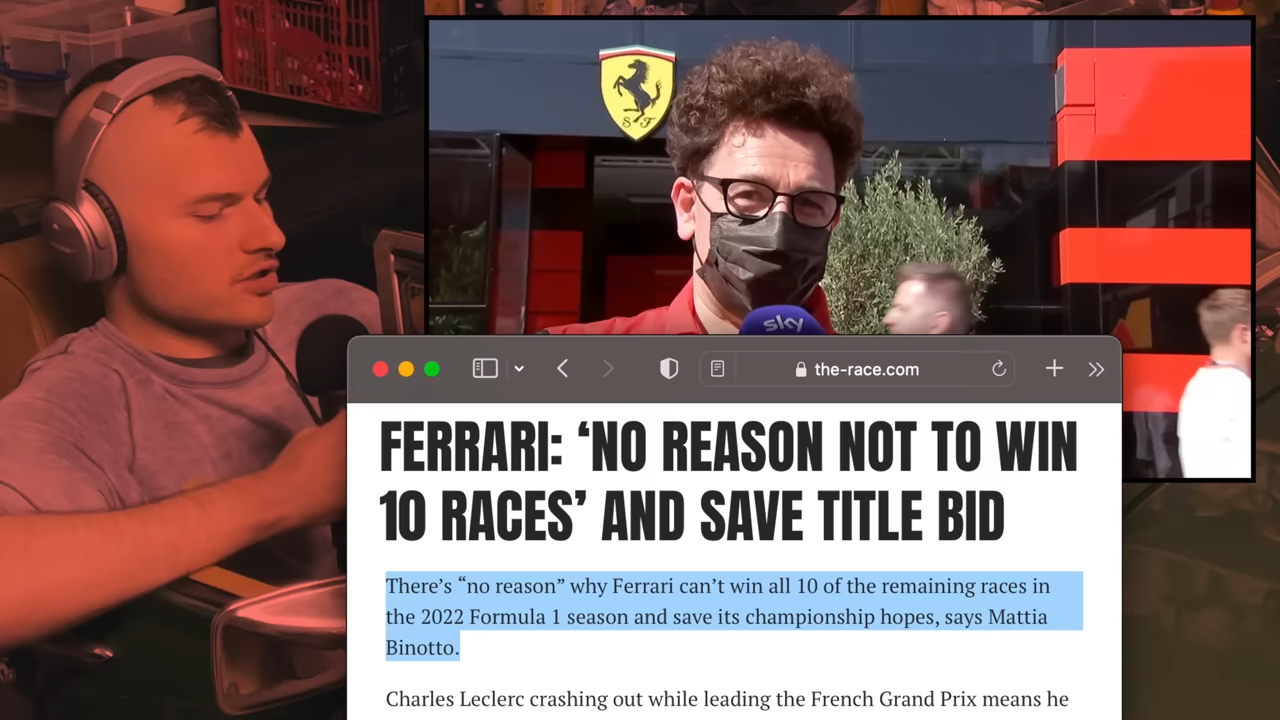 S F
sky
the-race.com
FERRARI: ‘NO REASON NOT TO WIN
10 RACES’ AND SAVE TITLE BID
There’s “no reason” why Ferrari can’t win all 10 of the remaining races in
the 2022 Formula 1 season and save its championship hopes, says Mattia
Binotto.
Charles Leclerc crashing out while leading the French Grand Prix means he